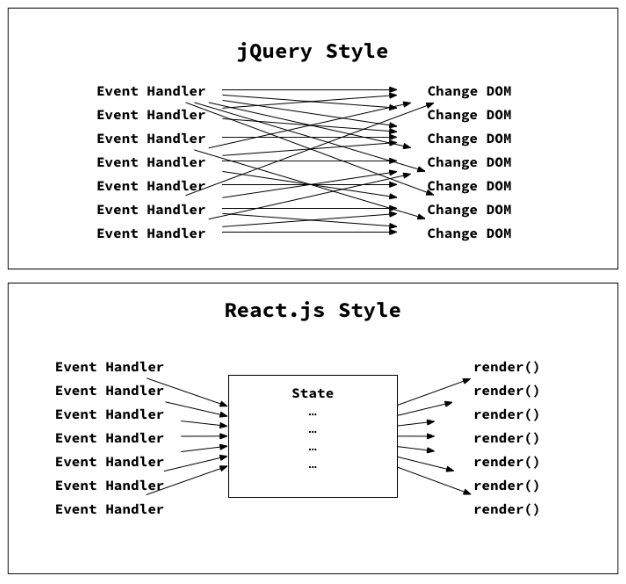 jQuery Style
Event Handler Change DOM
Event Handler Change DOM
Event Handler Change DOM
Event Handler Change DOM
Event Handler Change DOM
Event Handler Change DOM
Event Handler Change DOM
React.js Style
Event Handler render()
Event Handler State render()
Event Handler … render()
Event Handler … render()
Event Handler … render()
Event Handler … render()
Event Handler render()